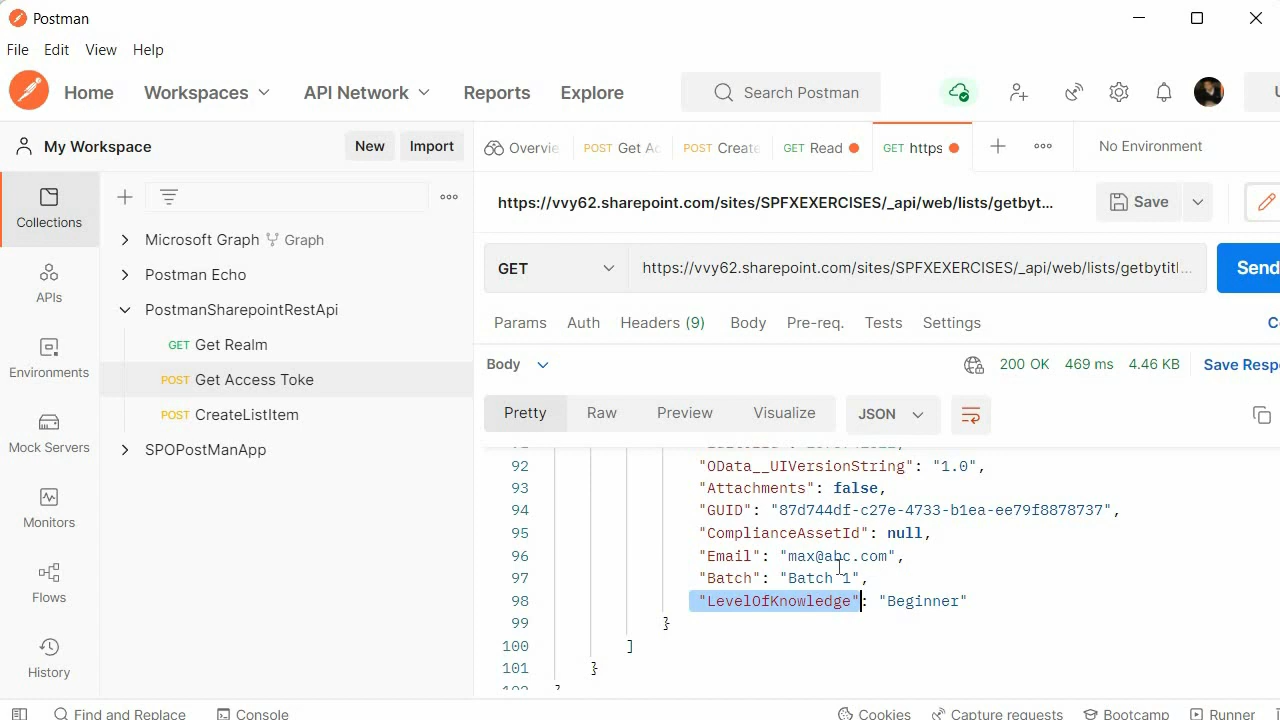 Postman
File Edit View Help
Home Workspaces API Network Reports Explore Search Postman
My Workspace New Import Overvie POST Get Ac POST Create GET Read GET https No Environment
Collections
APIs
Environments
Mock Servers
Monitors
Flows
History
Microsoft Graph Graph
Postman Echo
PostmanSharepointRestApi
GET Get Realm
POST Get Access Toke
POST CreateListItem
SPOPostManApp
https://vvy62.sharepoint.com/sites/SPFXEXERCISES/_api/web/lists/getbyt... Save
GET https://vvy62.sharepoint.com/sites/SPFXEXERCISES/_api/web/lists/getbytitl... Send
Params Auth Headers (9) Body Pre-req. Tests Settings
Body 200 OK 469 ms 4.46 KB Save Resp
Pretty Raw Preview Visualize JSON
92 "OData__UIVersionString": "1.0",
93 "Attachments": false,
94 "GUID": "87d744df-c27e-4733-b1ea-ee79f8878737",
95 "ComplianceAssetId": null,
96 "Email": "max@abc.com",
97 "Batch": "Batch 1",
98 "LevelOfKnowledge": "Beginner"
99 }
100 ]
101 }
Find and Replace Console Cookies Capture requests Bootcamp Runner